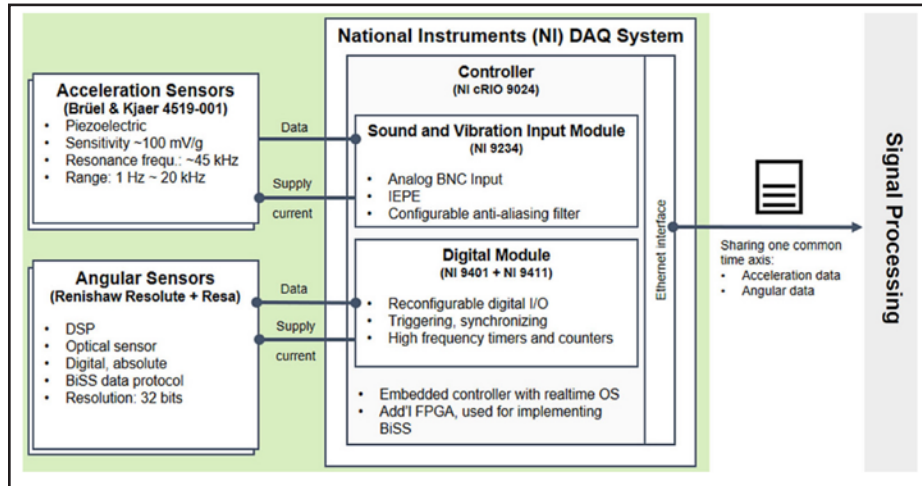 National Instruments (NI) DAQ System
Acceleration Sensors
(Brüel & Kjaer 4519-001)
• Piezoelectric
• Sensitivity ~100 mV/g
• Resonance frequ.: ~45 kHz
• Range: 1 Hz ~ 20 kHz
Data
Supply
current
Controller
(NI cRIO 9024)
Sound and Vibration Input Module
(NI 9234)
• Analog BNC Input
• IEPE
• Configurable anti-aliasing filter
Angular Sensors
(Renishaw Resolute + Resa)
• DSP
• Optical sensor
• Digital, absolute
• BiSS data protocol
• Resolution: 32 bits
Data
Supply
current
Digital Module
(NI 9401 + NI 9411)
• Reconfigurable digital I/O
• Triggering, synchronizing
• High frequency timers and counters
• Embedded controller with realtime OS
• Add'l FPGA, used for implementing
BiSS
Ethernet interface
Sharing one common
time axis:
• Acceleration data
• Angular data
Signal Processing